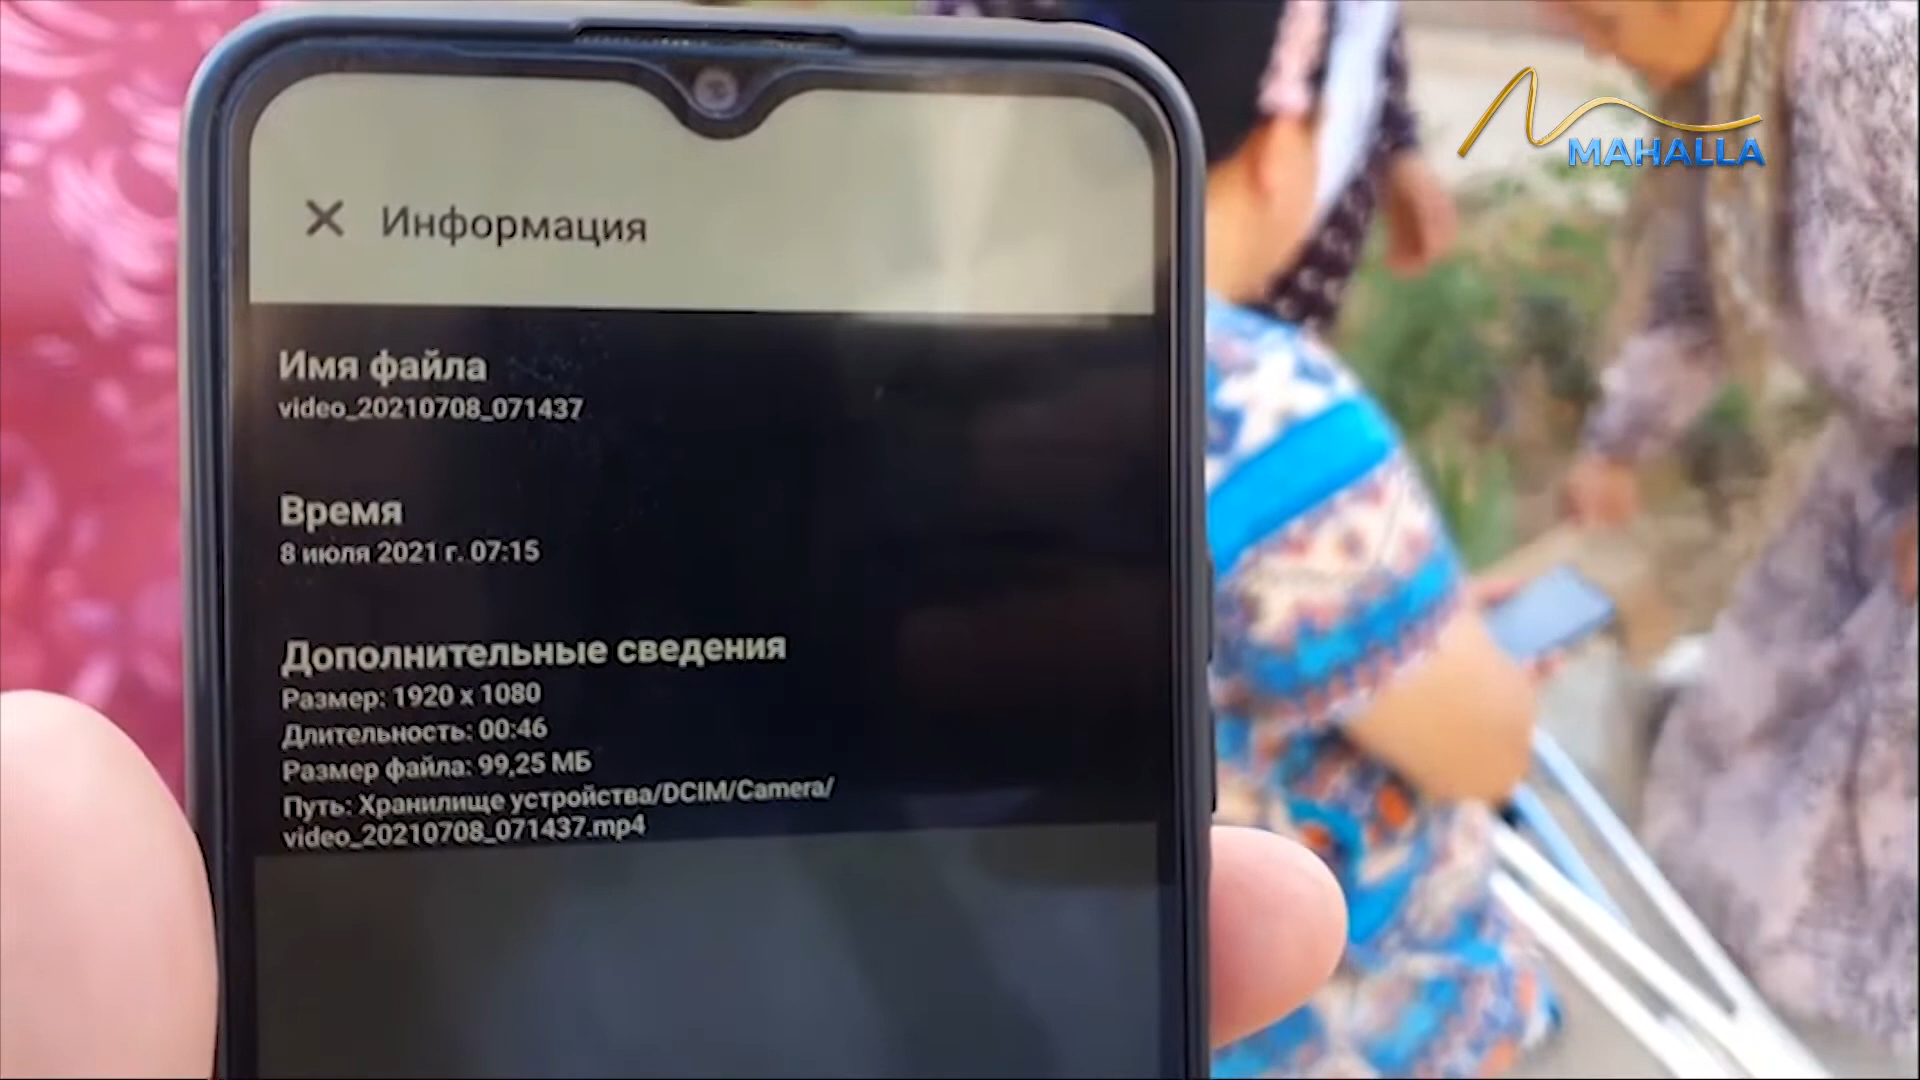 MAHALLA
Информация
Имя файла
video_20210708_071437
Время
8 июля 2021 г. 07:15
Дополнительные сведения
Размер: 1920 x 1080
Длительность: 00:46
Размер файла: 99,25 МБ
Путь: Хранилище устройства/DCIM/Camera/
video_20210708_071437.mp4